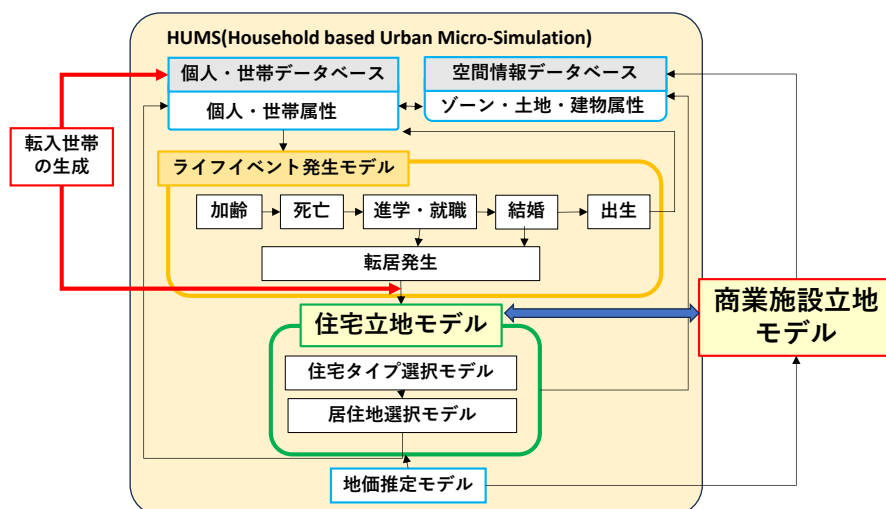 HUMS(Household based Urban Micro-Simulation)
個人・世帯データベース
空間情報データベース
個人・世帯属性
ゾーン・土地・建物属性
転入世帯
の生成
ライフイベント発生モデル
加齢
死亡
進学・就職
結婚
出生
転居発生
住宅立地モデル
商業施設立地
モデル
住宅タイプ選択モデル
居住地選択モデル
地価推定モデル